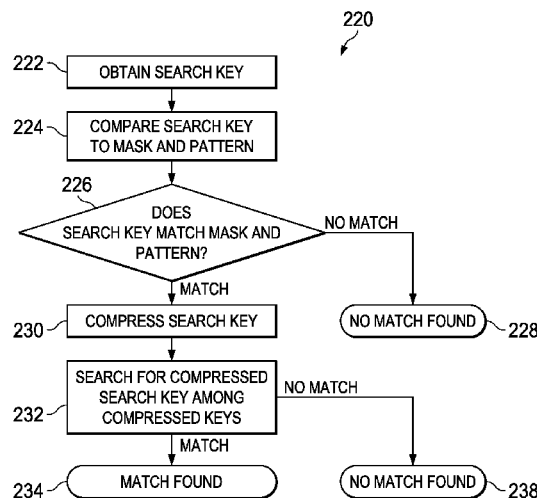 220
222
OBTAIN SEARCH KEY
224
COMPARE SEARCH KEY
TO MASK AND PATTERN
226
DOES
SEARCH KEY MATCH MASK AND
PATTERN?
NO MATCH
MATCH
230
COMPRESS SEARCH KEY
NO MATCH FOUND
228
232
SEARCH FOR COMPRESSED
SEARCH KEY AMONG
COMPRESSED KEYS
NO MATCH
MATCH
234
MATCH FOUND
NO MATCH FOUND
238